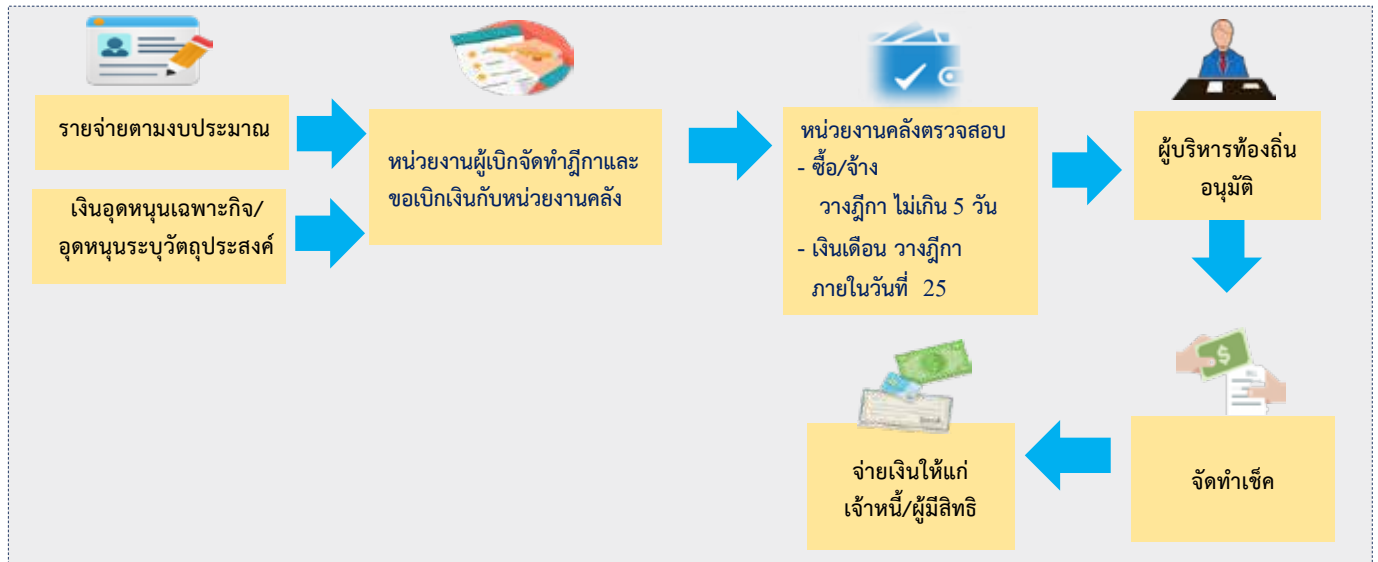 รายจ่ายตามงบประมาณ
เงินอุดหนุนเฉพาะกิจ/
อุดหนุนระบุวัตถุประสงค์
หน่วยงานผู้เบิกจัดทำฎีกาและ
ขอเบิกเงินกับหน่วยงานคลัง
หน่วยงานคลังตรวจสอบ
- ซื้อ/จ้าง
วางฎีกา ไม่เกิน 5 วัน
- เงินเดือน วางฎีกา
ภายในวันที่ 25
ผู้บริหารท้องถิ่น
อนุมัติ
จัดทำเช็ค
จ่ายเงินให้แก่
เจ้าหนี้/ผู้มีสิทธิ